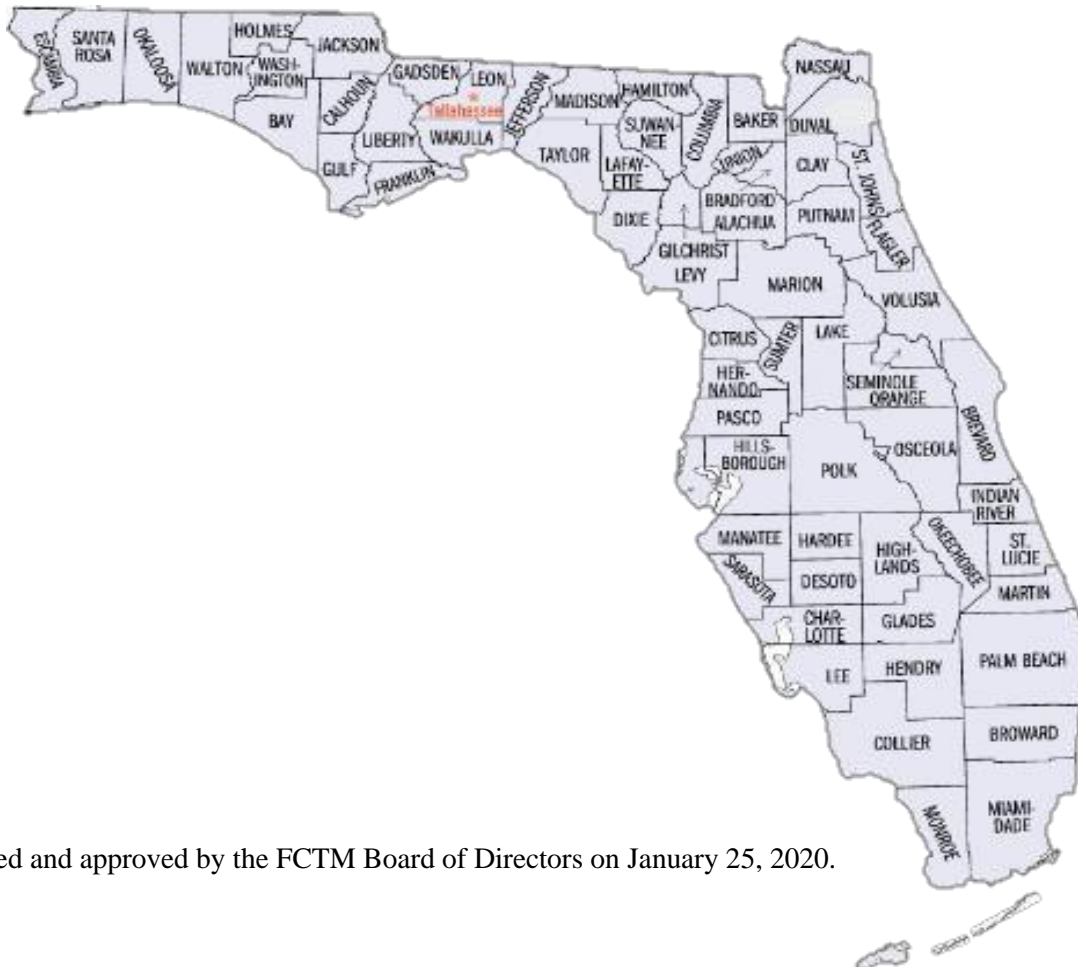 ESCAMBIA
SANTA
ROSA
OKALOOSA
WALTON
HOLMES
WASH-
INGTON
JACKSON
BAY
CALHOUN
GULF
LIBERTY
GADSDEN
LEON
Tallahassee
WAKULLA
FRANKLIN
JEFFERSON
MADISON
TAYLOR
HAMILTON
SUWAN-
NEE
LAFAY-
ETTE
DIXIE
COLUMBIA
BAKER
UNION
BRADFORD
ALACHUA
GILCHRIST
LEVY
NASSAU
DUVAL
CLAY
ST. JOHNS
PUTNAM
FLAGLER
MARION
VOLUSIA
CITRUS
SUMTER
LAKE
HER-
NANDO
SEMINOLE
ORANGE
PASCO
BREVARD
HILLS-
BOROUGH
POLK
OSCEOLA
INDIAN
RIVER
MANATEE
HARDEE
HIGH-
LANDS
OKEECHOBEE
ST.
LUCIE
SARASOTA
DESOTO
MARTIN
CHAR-
LOTTE
GLADES
LEE
HENDRY
PALM BEACH
COLLIER
BROWARD
MONROE
MIAMI-
DADE
ed and approved by the FCTM Board of Directors on January 25, 2020.